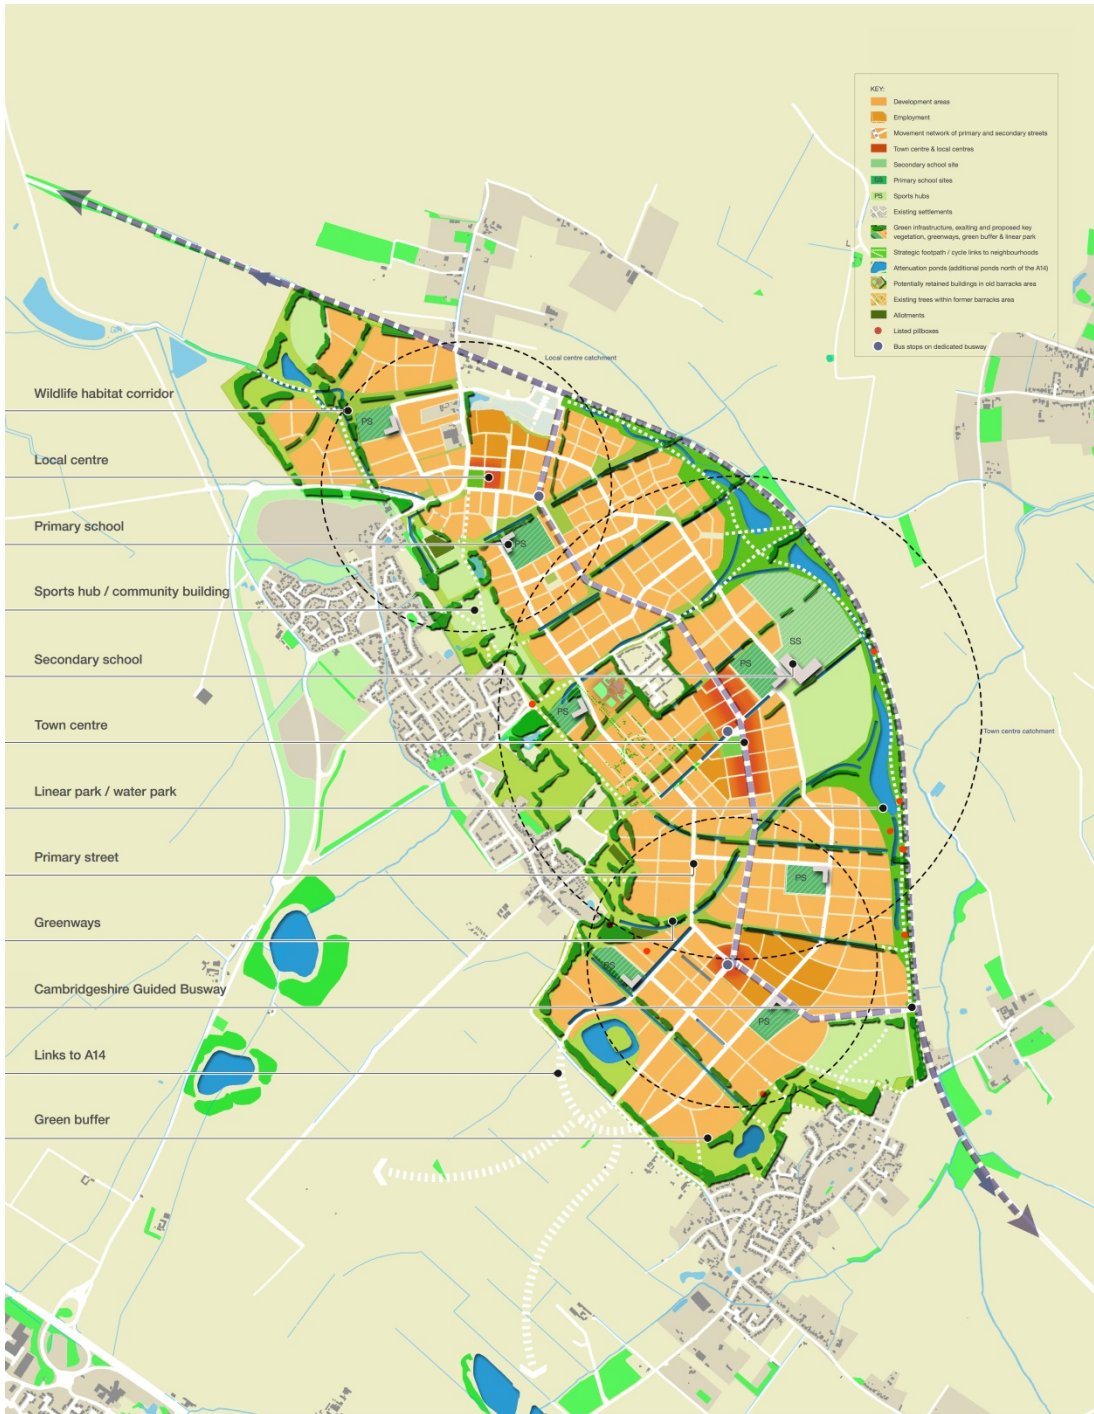 KEY:
Development areas
Employment
Movement network of primary and secondary streets
Town centre & local centres
Secondary school site
SS Primary school sites
PS Sports hubs
Existing settlements
Green infrastructure, exaiting and proposed key
vegetation, greenways, green buffer & linear park
Strategic footpath / cycle links to neighbourhoods
Attenuation ponds (additional ponds north of the A14)
Potentially retained buildings in old barracks area
Existing trees within former barracks area
Allotments
Listed pillboxes
Bus stops on dedicated busway
Local centre catchment
Wildlife habitat corridor
PS
Local centre
Primary school
PS
Sports hub / community building
SS
Secondary school
PS
PS
Town centre
Town centre catchment
Linear park / water park
Primary street
PS
Greenways
PS
Cambridgeshire Guided Busway
PS
Links to A14
Green buffer